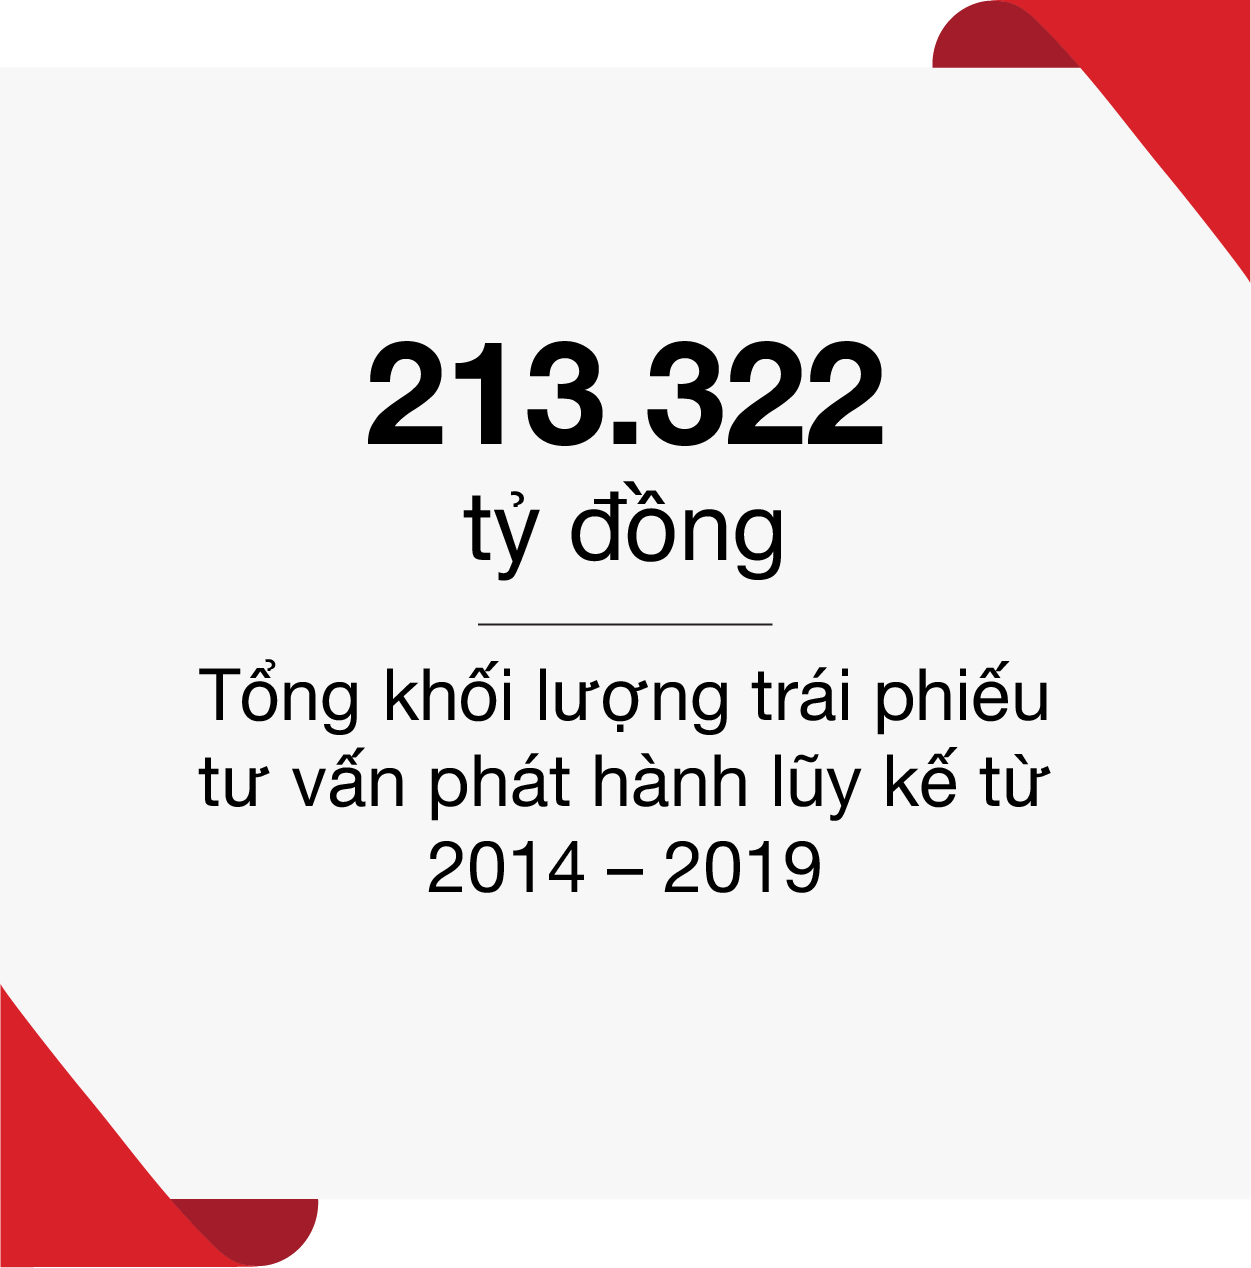 213.322
tỷ đồng
Tổng khối lượng trái phiếu
tư vấn phát hành lũy kế từ
2014 – 2019